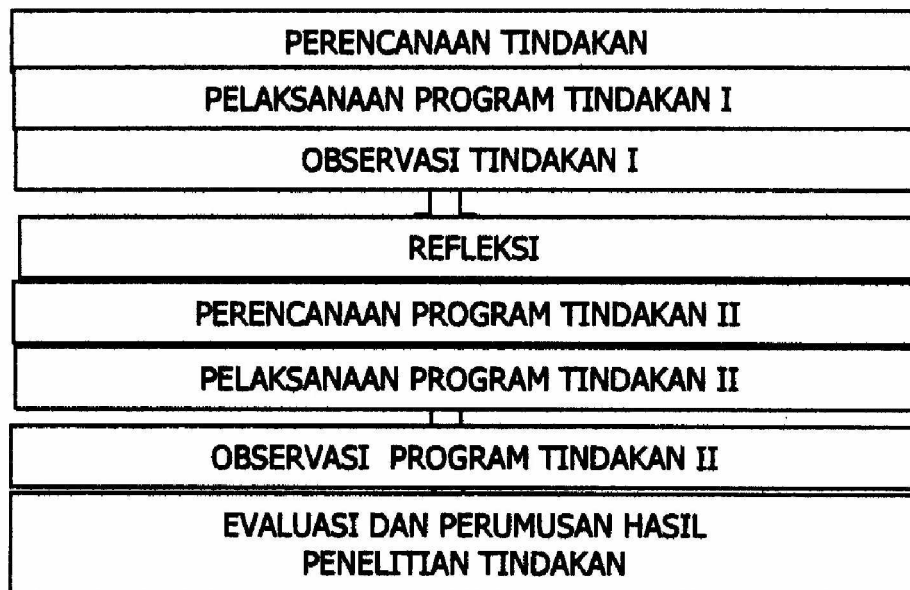 PERENCANAAN TINDAKAN
PELAKSANAAN PROGRAM TINDAKAN I
OBSERVASI TINDAKAN I
REFLEKSI
PERENCANAAN PROGRAM TINDAKAN II
PELAKSANAAN PROGRAM TINDAKAN II
OBSERVASI PROGRAM TINDAKAN II
EVALUASI DAN PERUMUSAN HASIL
PENELITIAN TINDAKAN